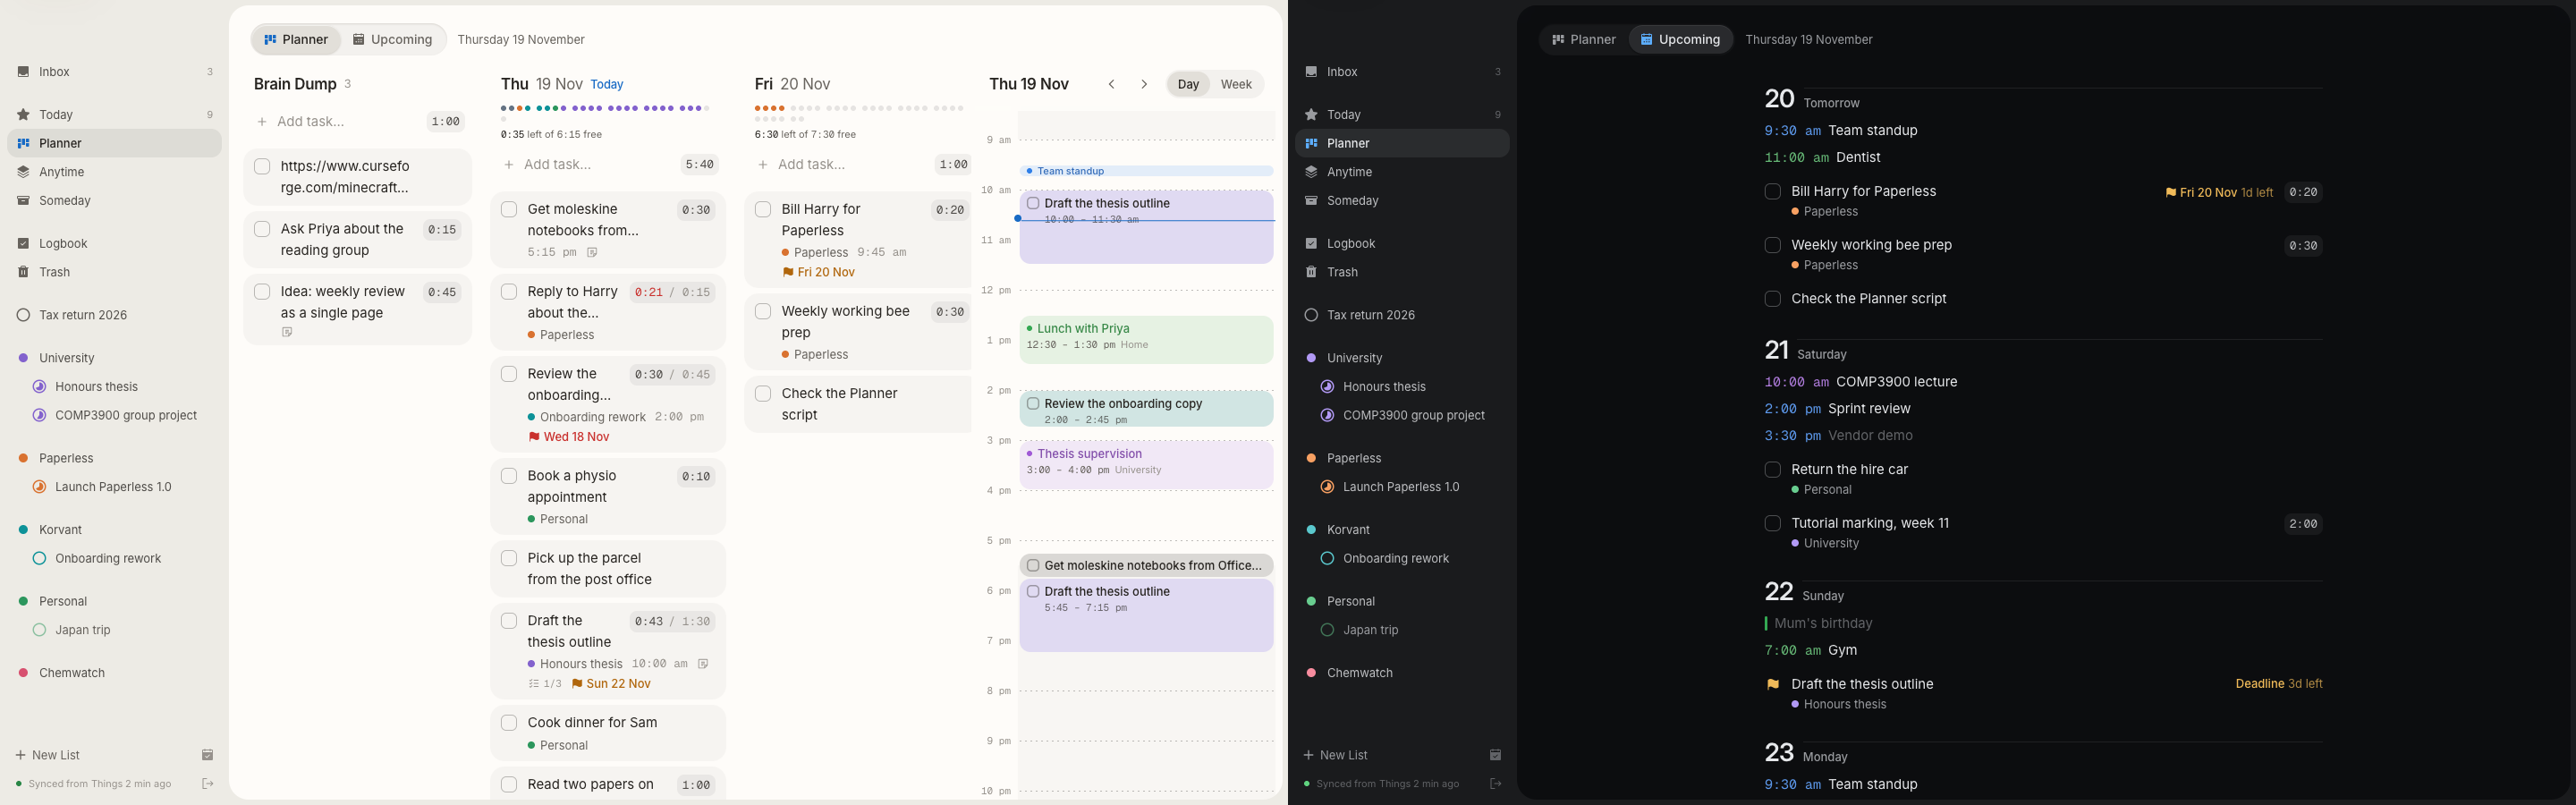 Inbox 3
Today 9
Planner
Anytime
Someday
Logbook
Trash
Tax return 2026
University
Honours thesis
COMP3900 group project
Paperless
Launch Paperless 1.0
Korvant
Onboarding rework
Personal
Japan trip
Chemwatch
New List
Synced from Things 2 min ago
Planner Upcoming Thursday 19 November
Brain Dump 3
Add task... 1:00
https://www.cursefo
rge.com/minecraft...
Ask Priya about the 0:15
reading group
Idea: weekly review 0:45
as a single page
Thu 19 Nov Today
0:35 left of 6:15 free
Add task... 5:40
Get moleskine 0:30
notebooks from...
5:15 pm
Reply to Harry 0:21 / 0:15
about the...
Paperless
Review the 0:30 / 0:45
onboarding...
Onboarding rework 2:00 pm
Wed 18 Nov
Book a physio 0:10
appointment
Personal
Pick up the parcel
from the post office
Draft the 0:43 / 1:30
thesis outline
Honours thesis 10:00 am
1/3 Sun 22 Nov
Cook dinner for Sam
Personal
Read two papers on 1:00
Fri 20 Nov
6:30 left of 7:30 free
Add task... 1:00
Bill Harry for 0:20
Paperless
Paperless 9:45 am
Fri 20 Nov
Weekly working bee 0:30
prep
Paperless
Check the Planner
script
Thu 19 Nov Day Week
9 am
Team standup
10 am
Draft the thesis outline
10:00 - 11:30 am
11 am
12 pm
Lunch with Priya
12:30 - 1:30 pm Home
1 pm
2 pm
Review the onboarding copy
2:00 - 2:45 pm
3 pm
Thesis supervision
3:00 - 4:00 pm University
4 pm
5 pm
Get moleskine notebooks from Office...
6 pm
Draft the thesis outline
5:45 - 7:15 pm
7 pm
8 pm
9 pm
10 pm
Inbox 3
Today 9
Planner
Anytime
Someday
Logbook
Trash
Tax return 2026
University
Honours thesis
COMP3900 group project
Paperless
Launch Paperless 1.0
Korvant
Onboarding rework
Personal
Japan trip
Chemwatch
New List
Synced from Things 2 min ago
Planner Upcoming Thursday 19 November
20 Tomorrow
9:30 am Team standup
11:00 am Dentist
Bill Harry for Paperless Fri 20 Nov 1d left 0:20
Paperless
Weekly working bee prep 0:30
Paperless
Check the Planner script
21 Saturday
10:00 am COMP3900 lecture
2:00 pm Sprint review
3:30 pm Vendor demo
Return the hire car
Personal
Tutorial marking, week 11 2:00
University
22 Sunday
Mum's birthday
7:00 am Gym
Draft the thesis outline Deadline 3d left
Honours thesis
23 Monday
9:30 am Team standup